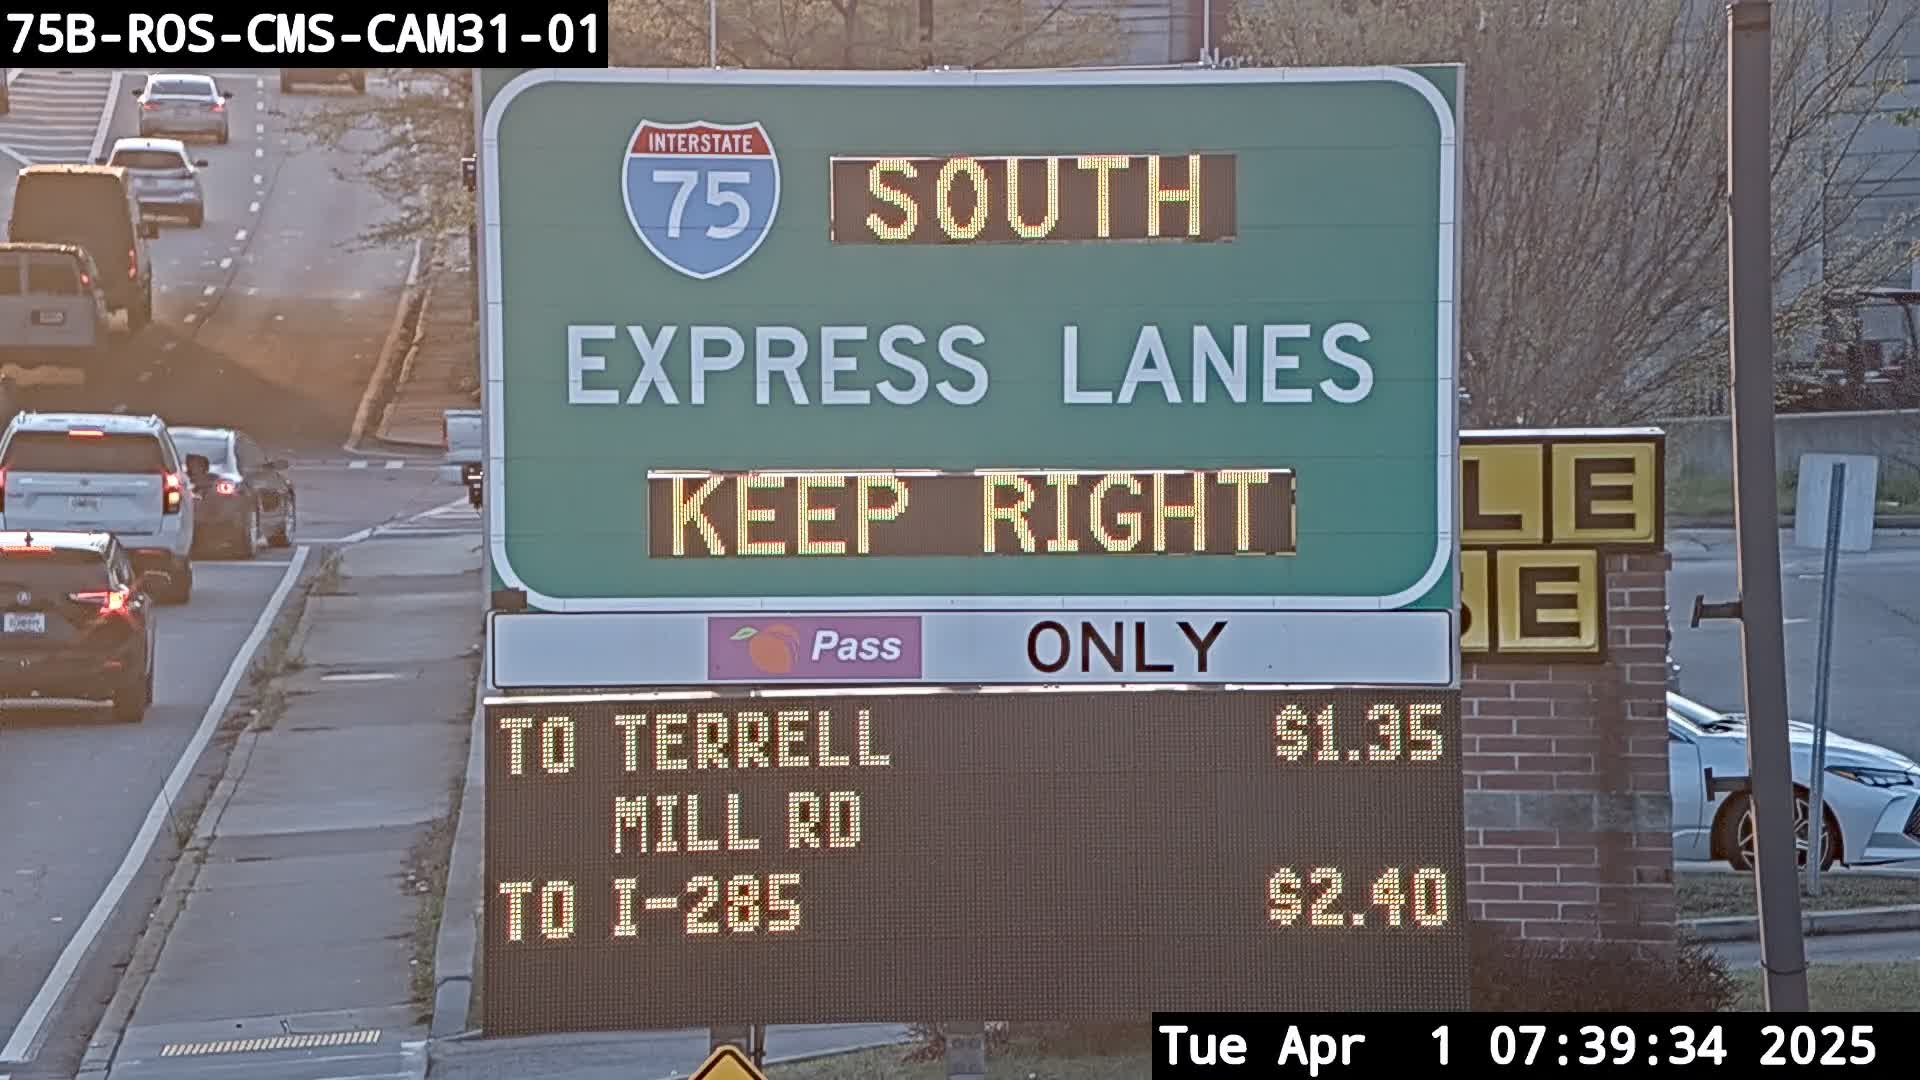 75B-ROS-CMS-CAM31-01
INTERSTATE
75
SOUTH
EXPRESS LANES
KEEP RIGHT
Pass ONLY
TO TERRELL $1.35
MILL RD
TO I-285 $2.40
LE
E
Tue Apr 1 07:39:34 2025